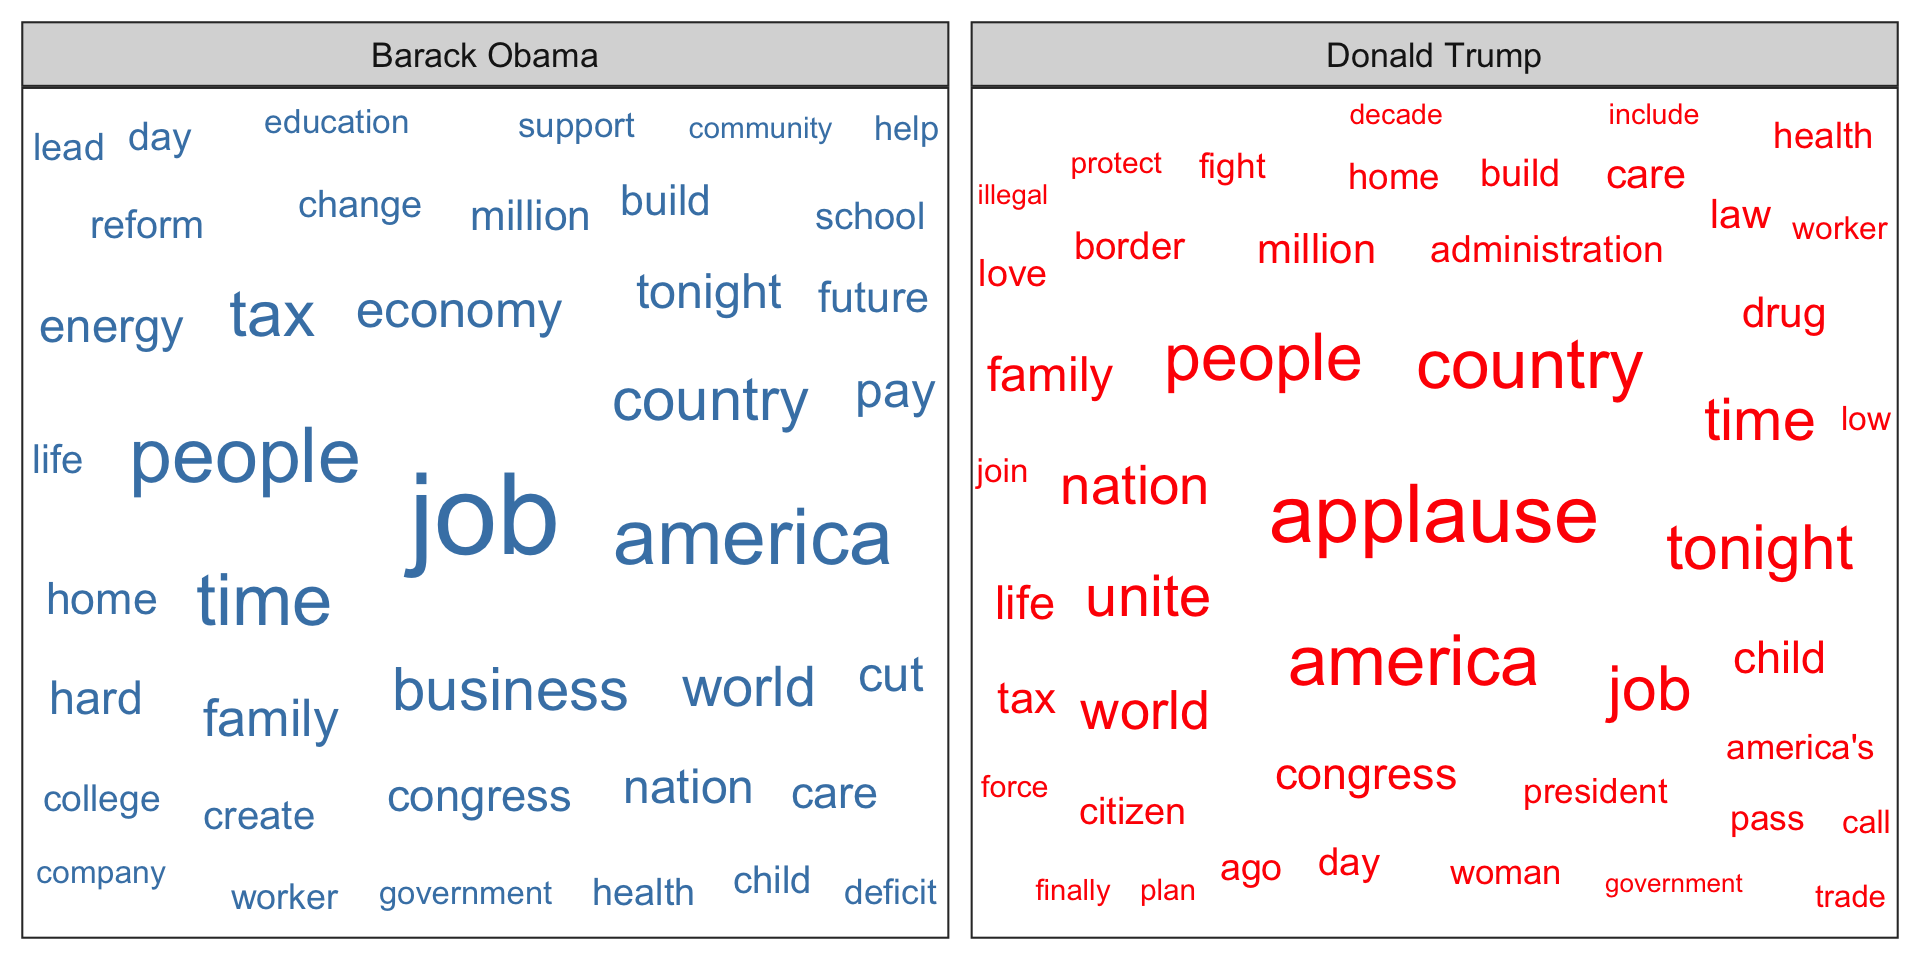 Barack Obama
education support community help
lead day
change million build school
reform
tax economy tonight future
energy
country pay
life people
job america
home time
hard family business world cut
college create congress nation care
company worker government health child deficit
Donald Trump
decade include
protect fight home build care health
illegal
law worker
love border million administration
drug
family people country
time low
join nation applause
tonight
life unite
america job child
tax world
america's
force citizen congress president pass call
ago day woman
finally plan government trade